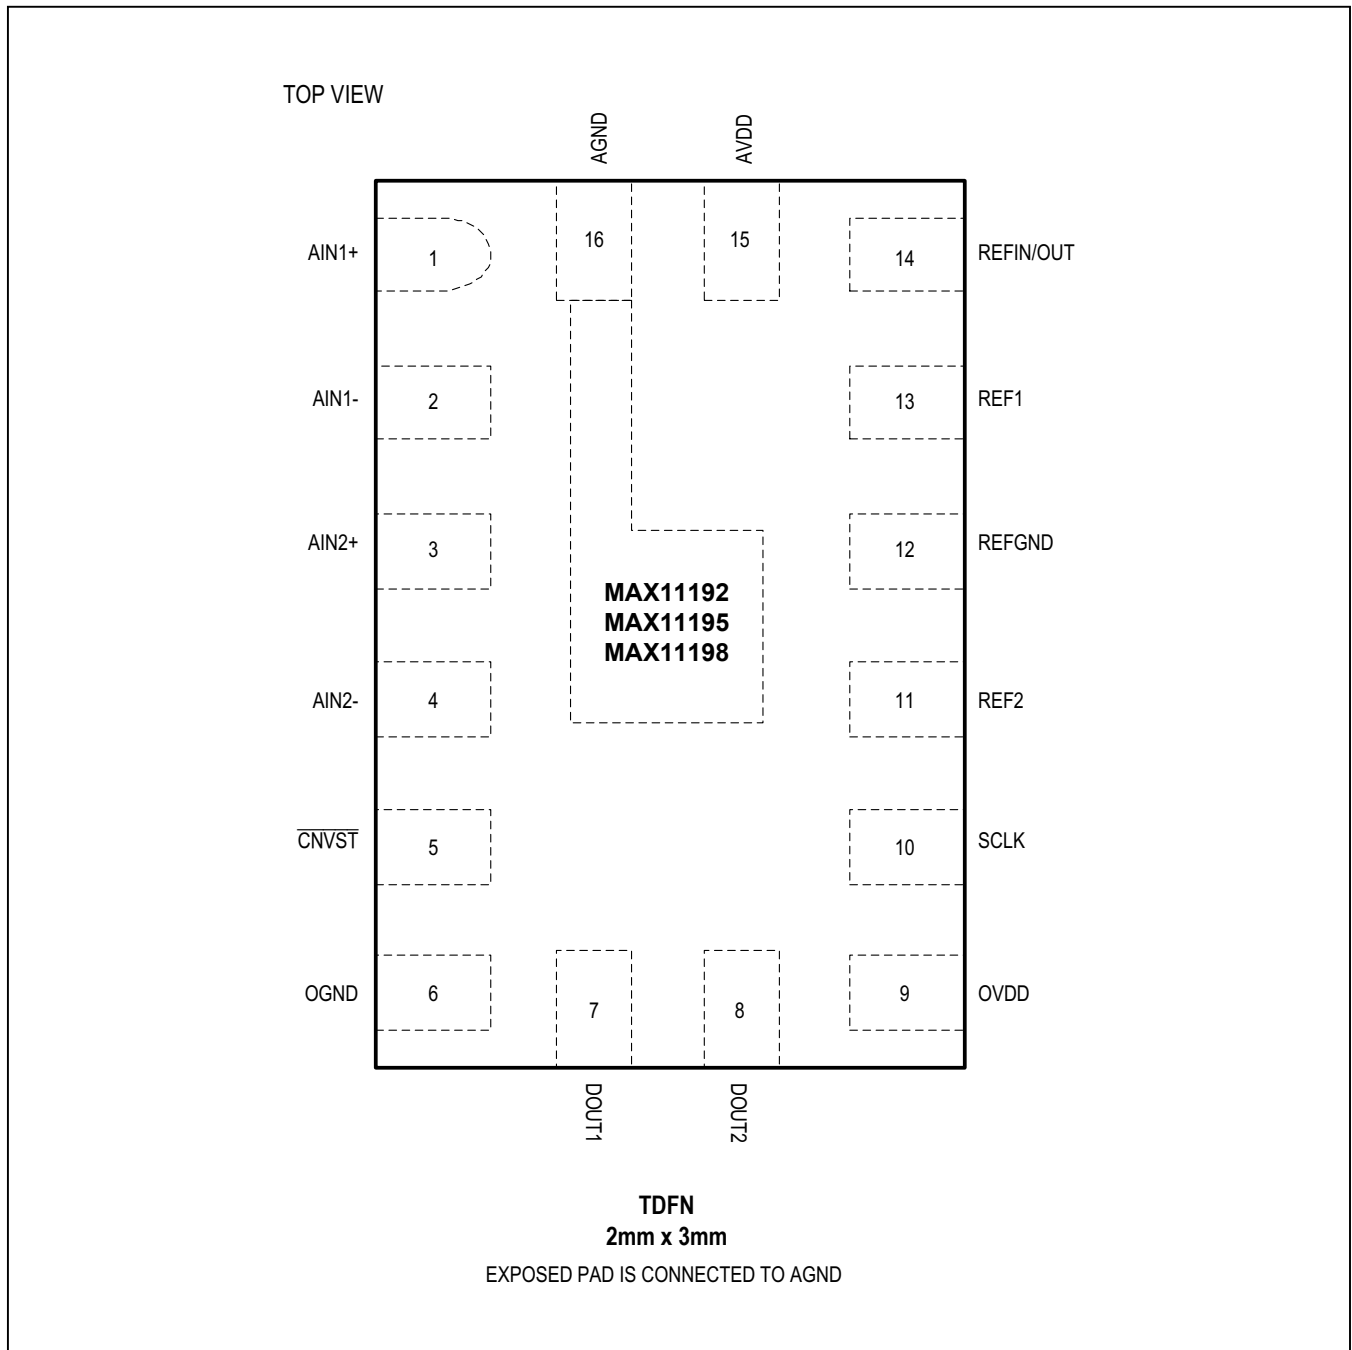 TOP VIEW
AGND
AVDD
AIN1+
1
16
15
14
REFIN/OUT
AIN1-
2
13
REF1
AIN2+
3
12
REFGND
MAX11192
MAX11195
MAX11198
AIN2-
4
11
REF2
CNVST
5
10
SCLK
OGND
6
7
8
9
OVDD
DOUT1
DOUT2
TDFN
2mm x 3mm
EXPOSED PAD IS CONNECTED TO AGND